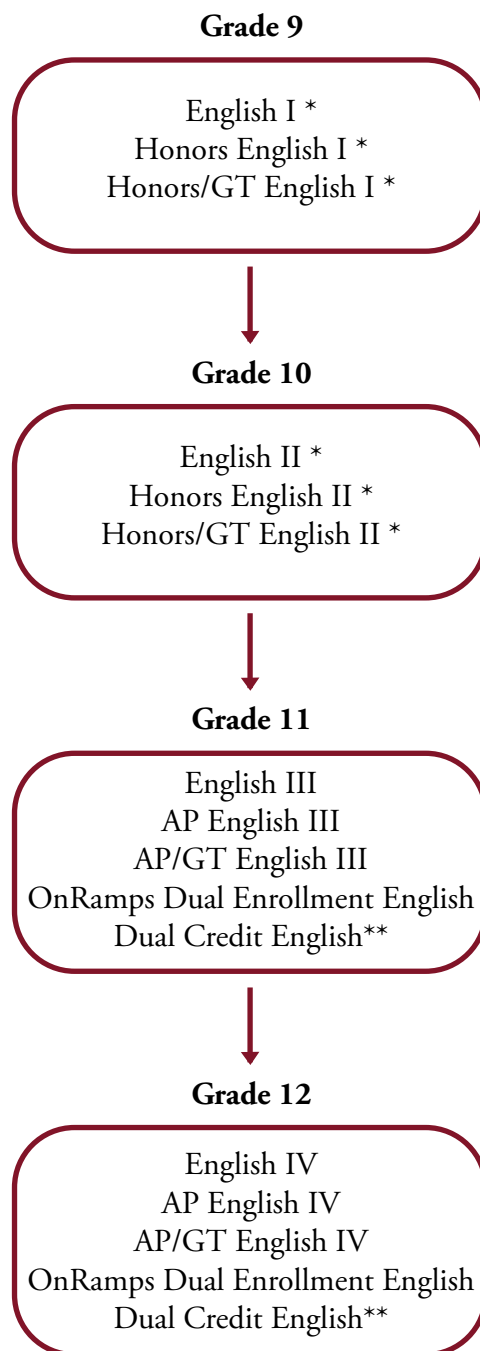 Grade 9
English I *
Honors English I *
Honors/GT English I *
Grade 10
English II *
Honors English II *
Honors/GT English II *
Grade 11
English III
AP English III
AP/GT English III
OnRamps Dual Enrollment English
Dual Credit English**
Grade 12
English IV
AP English IV
AP/GT English IV
OnRamps Dual Enrollment English
Dual Credit English**